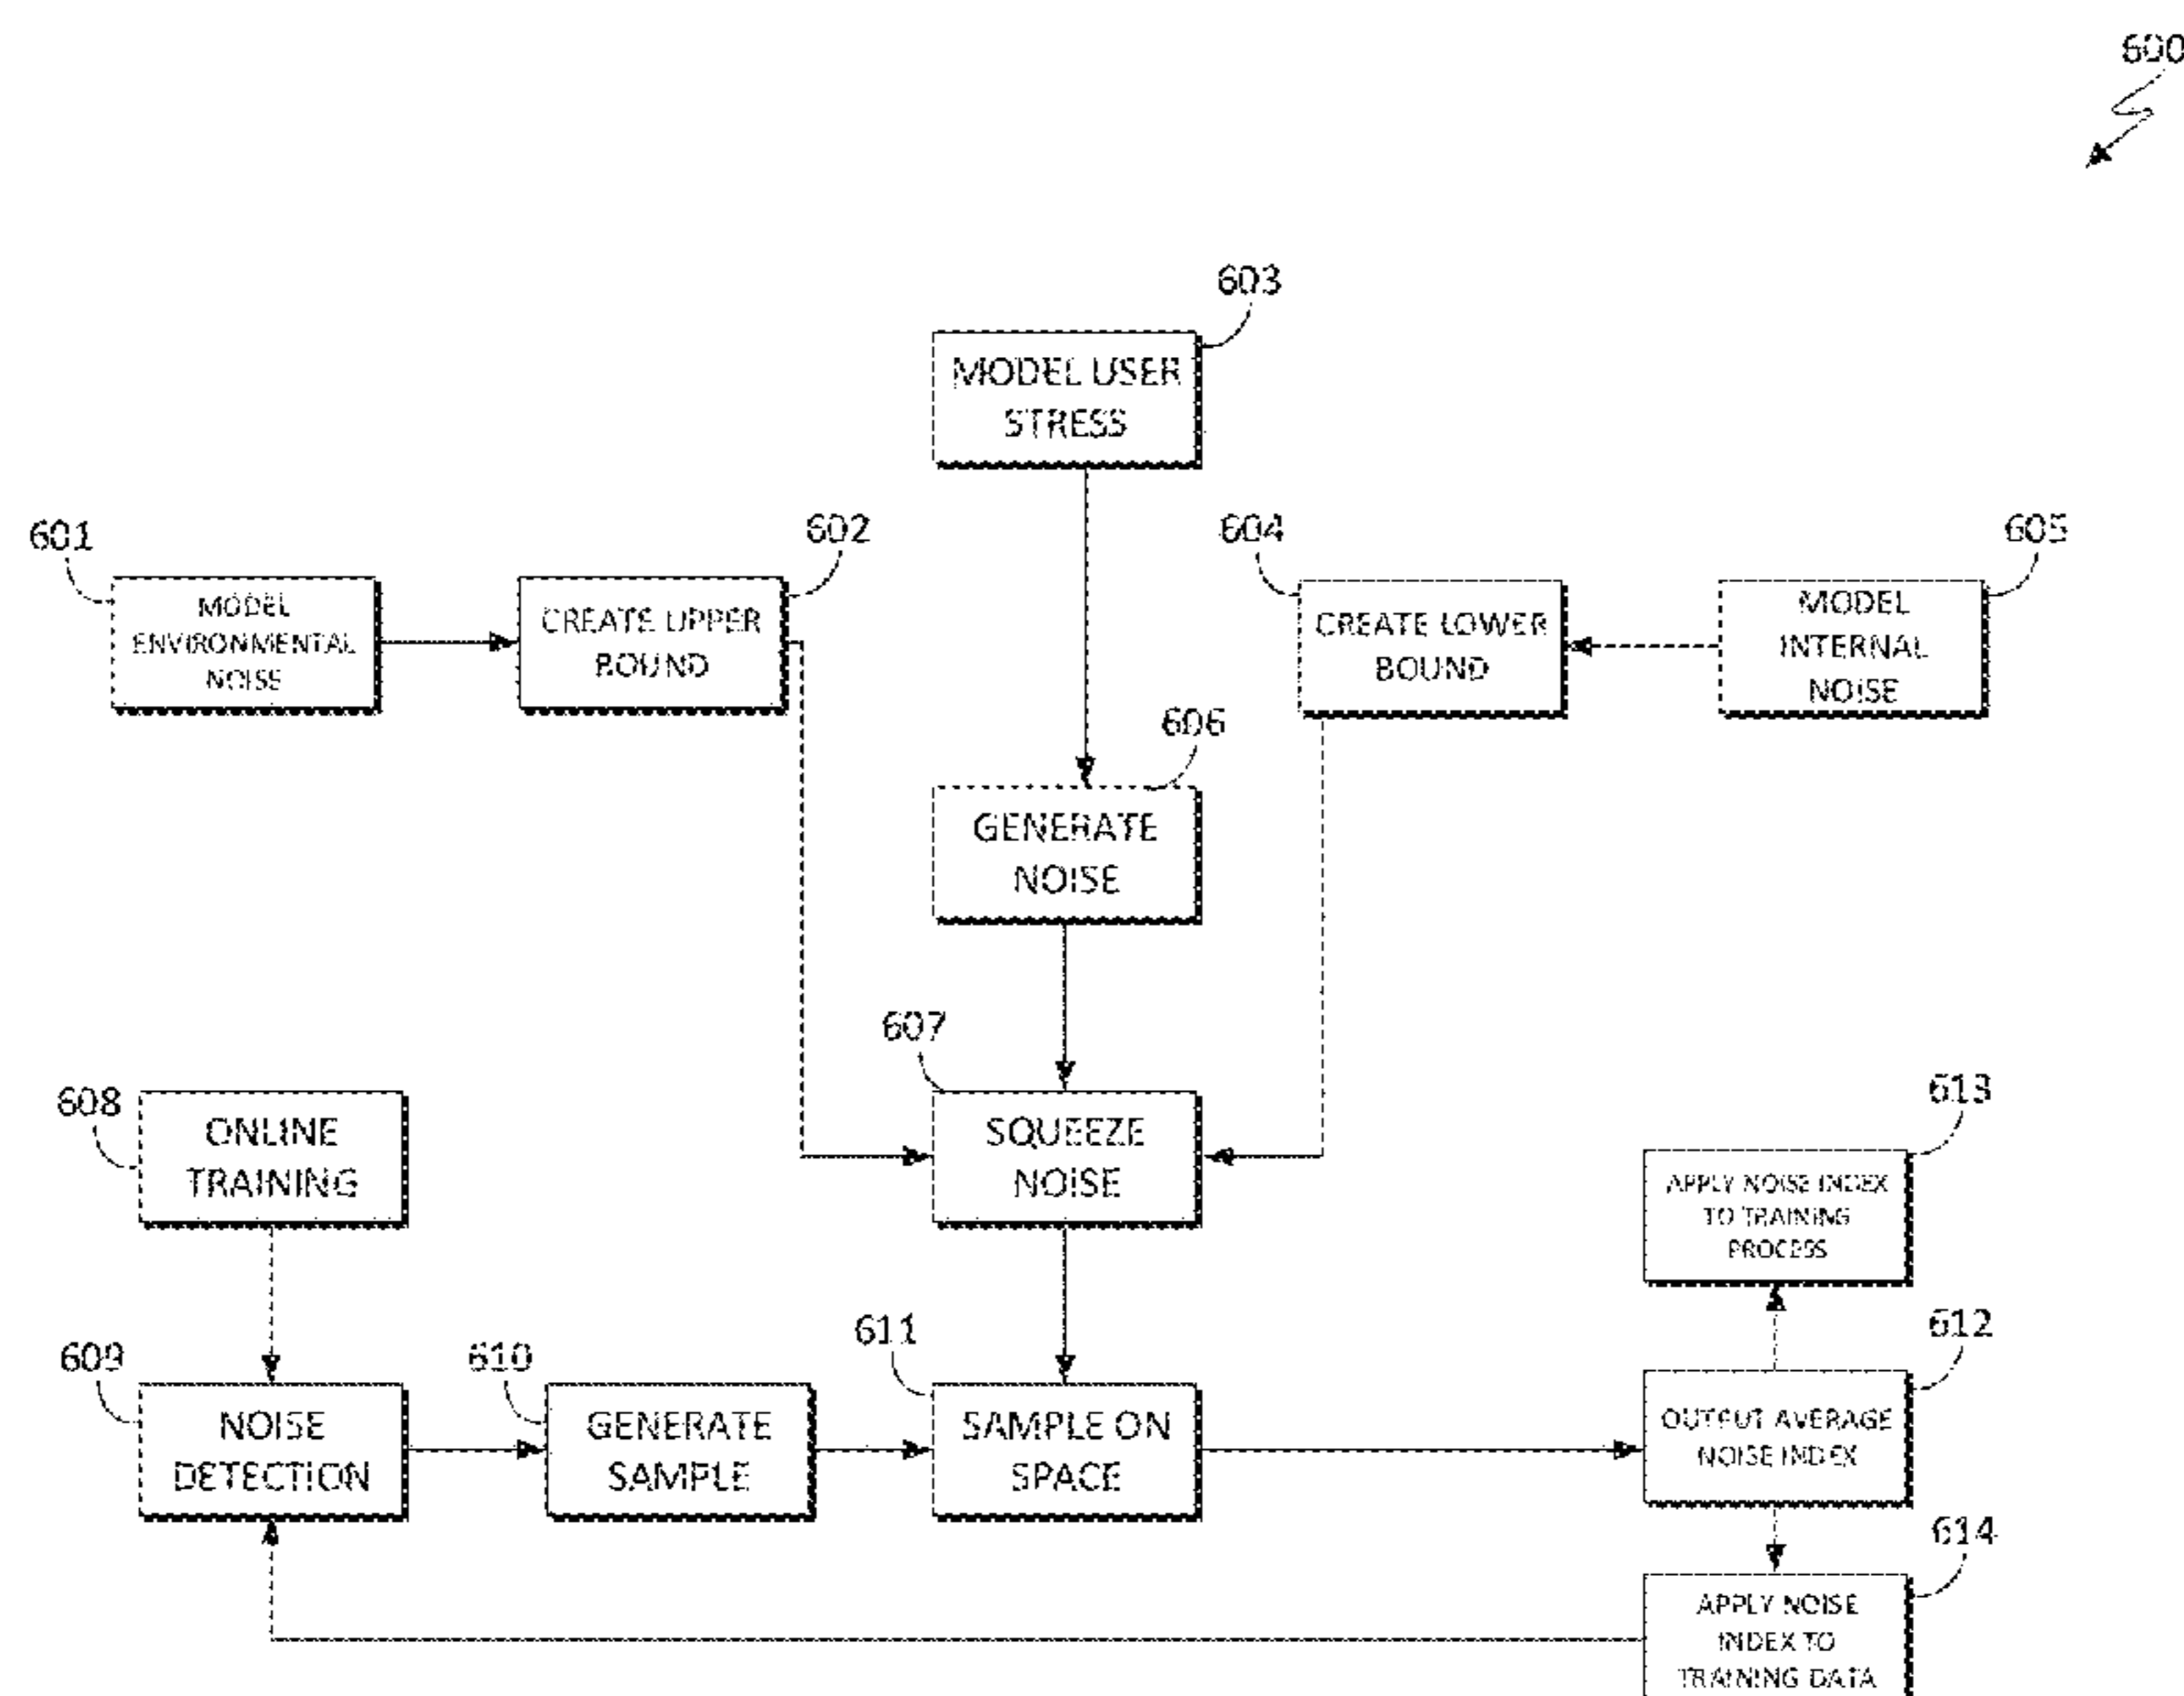 600
603
MODEL USER
STRESS
601
602
604
605
MODEL
ENVIRONMENTAL
NOISE
CREATE UPPER
BOUND
CREATE LOWER
BOUND
MODEL
INTERNAL
NOISE
606
GENERATE
NOISE
607
608
613
ONLINE
TRAINING
SQUEEZE
NOISE
APPLY NOISE INDEX
TO TRAINING
PROCESS
609
610
611
612
NOISE
DETECTION
GENERATE
SAMPLE
SAMPLE ON
SPACE
OUTPUT AVERAGE
NOISE INDEX
614
APPLY NOISE
INDEX TO
TRAINING DATA